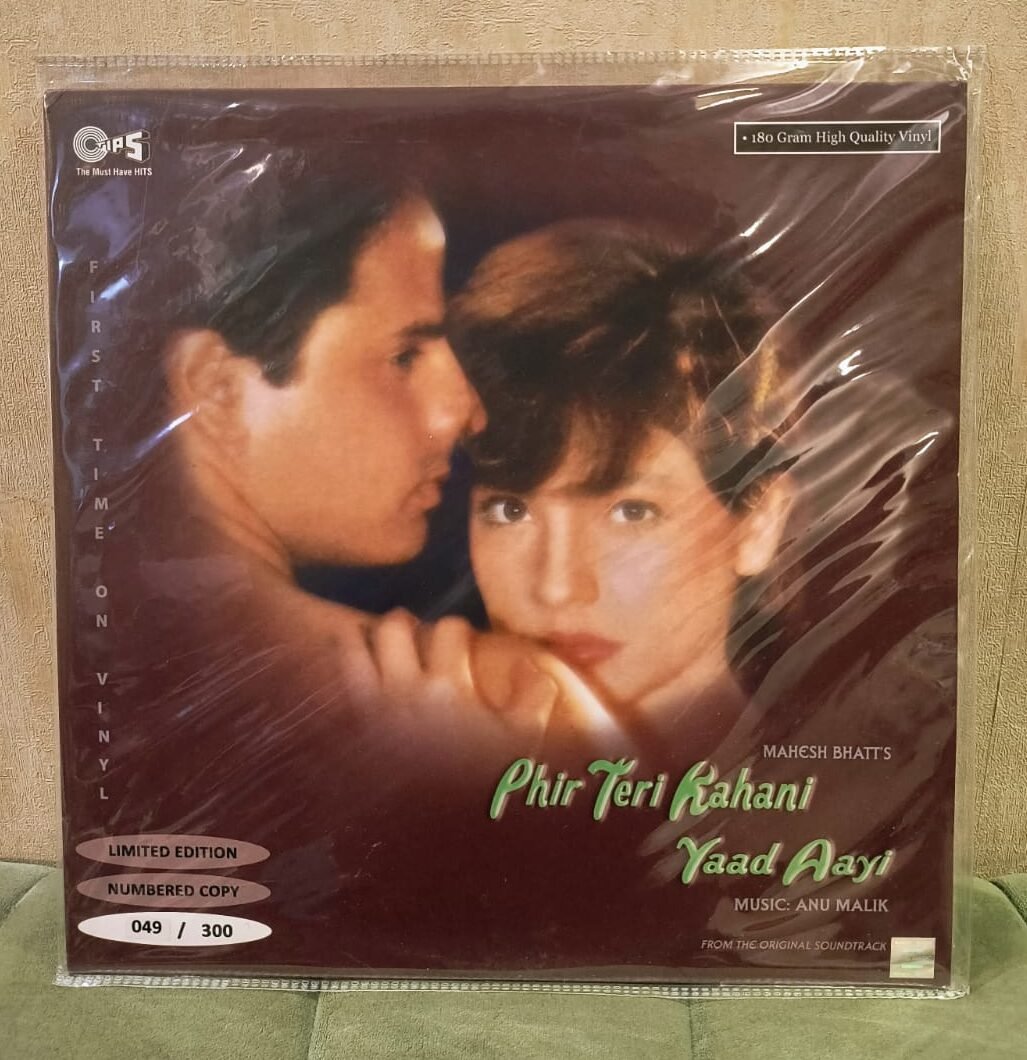 TIPS
The Must Have HITS
• 180 Gram High Quality Vinyl
FIRST TIME ON VINYL
MAHESH BHATT'S
Phir Teri Kahani
Yaad Aayi
MUSIC: ANU MALIK
FROM THE ORIGINAL SOUNDTRACK
LIMITED EDITION
NUMBERED COPY
049 / 300